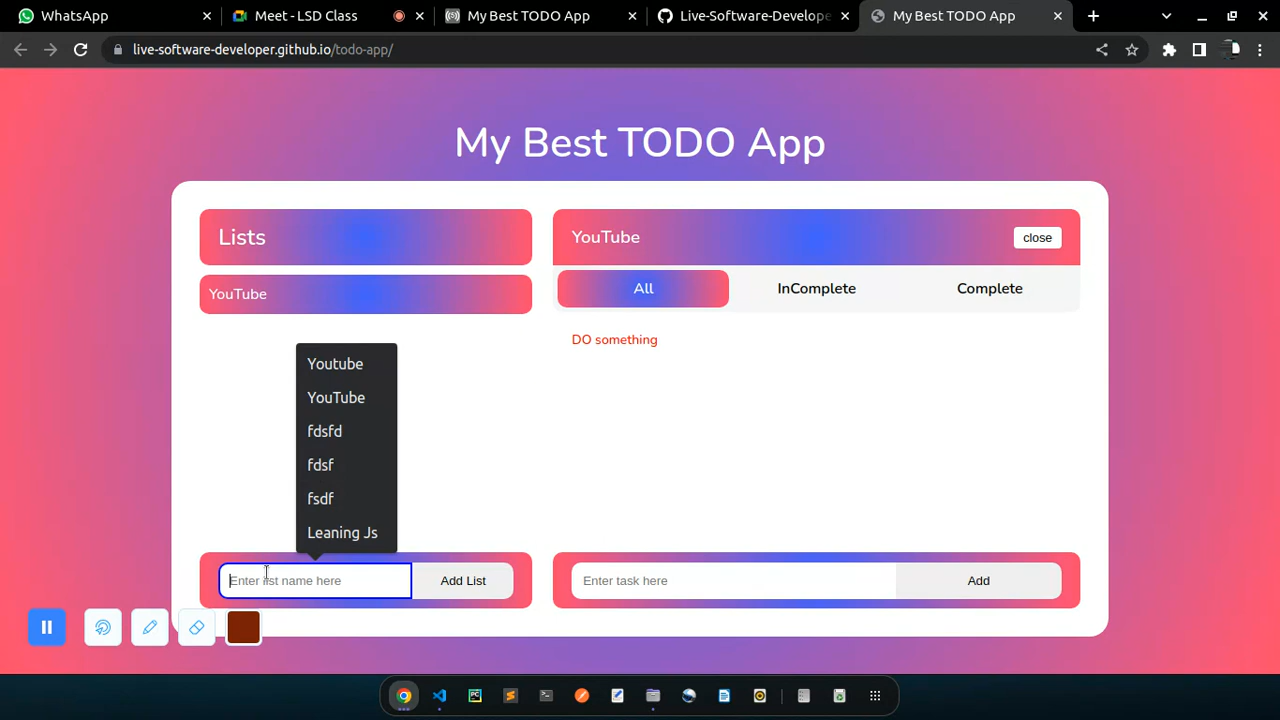 WhatsApp
Meet - LSD Class
My Best TODO App
Live-Software-Develope
My Best TODO App
live-software-developer.github.io/todo-app/
My Best TODO App
Lists
YouTube
YouTube
close
All
InComplete
Complete
DO something
Youtube
YouTube
fdsfd
fdsf
fsdf
Leaning Js
Enter list name here
Add List
Enter task here
Add